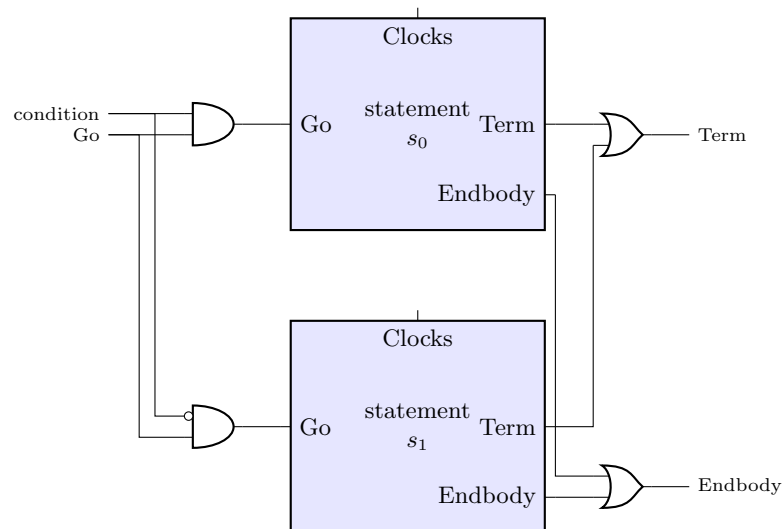 Clocks
condition
Go
Go
statement
s₀
Term
Term
Endbody
Clocks
Go
statement
s₁
Term
Endbody
Endbody